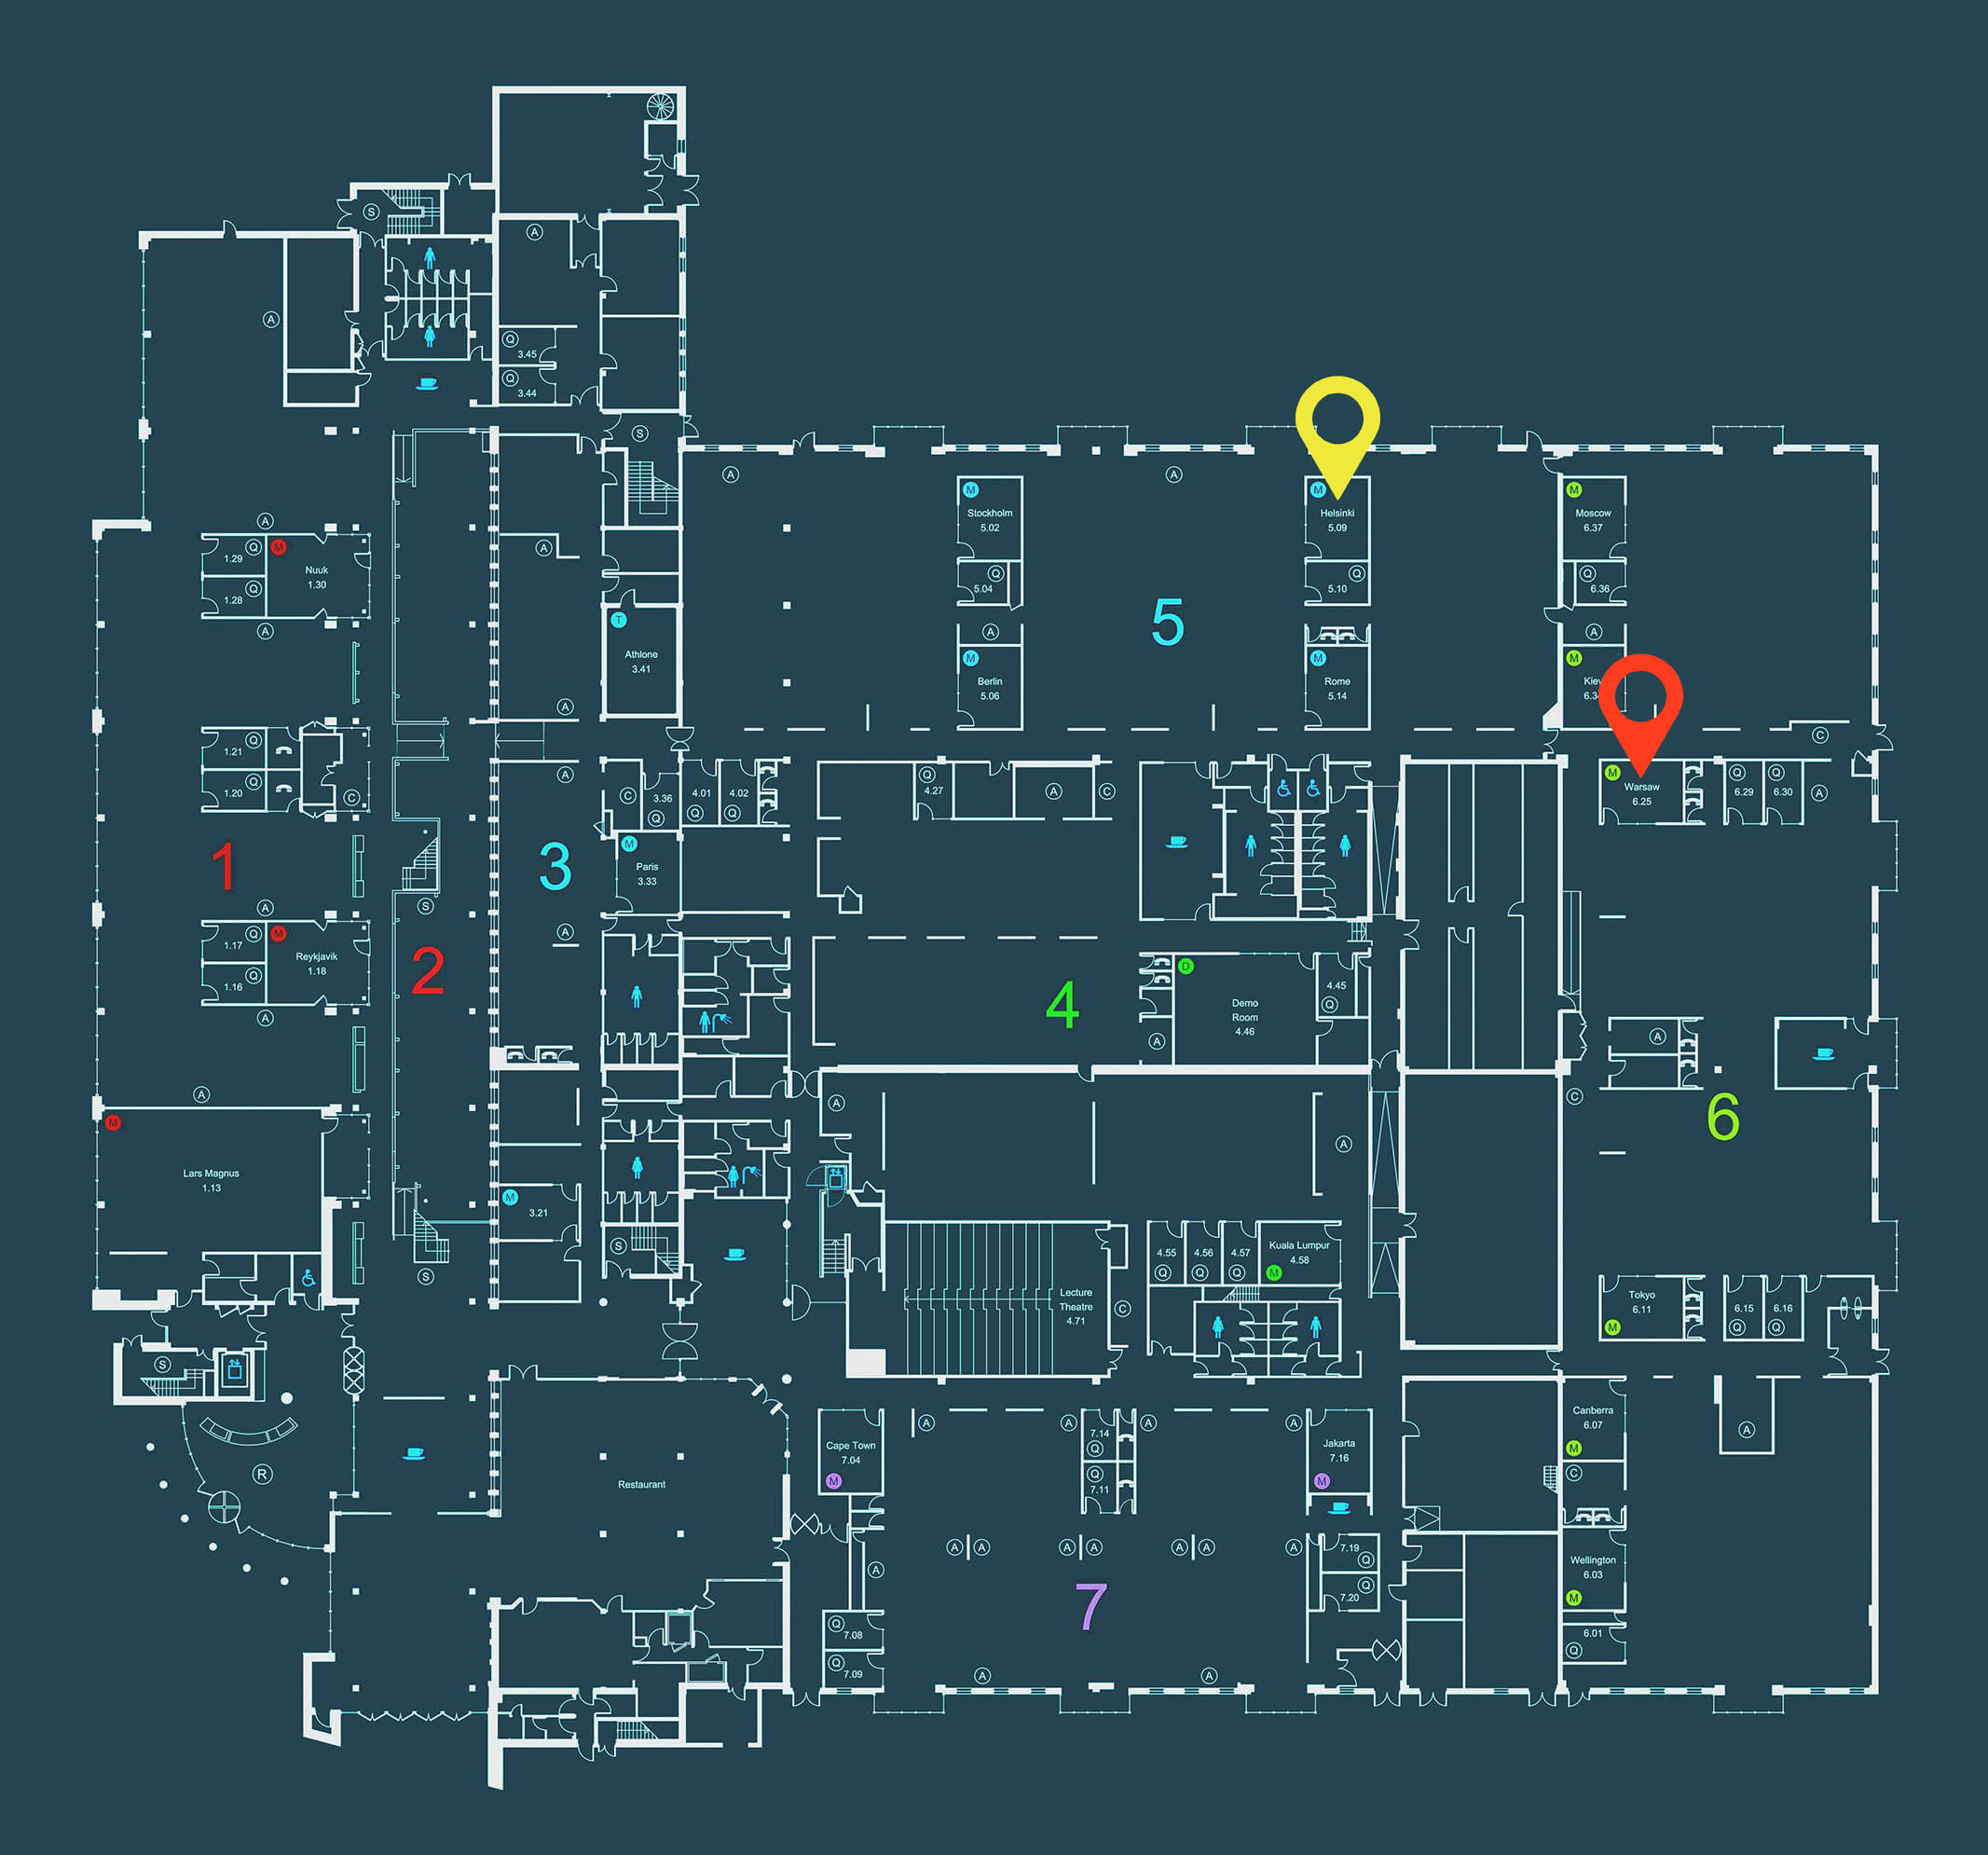 S
A
A
Q
3.45
Q
3.44
S
A
A
M
Stockholm
5.02
M
Helsinki
5.09
M
Moscow
6.37
A
1.29
Q
M
Nuuk
1.30
1.28
Q
A
A
Q
5.04
Q
5.10
Q
6.36
T
Athlone
3.41
5
A
A
M
Berlin
5.06
M
Rome
5.14
M
A
1.21
Q
1.20
Q
C
C
A
C
3.36
Q
4.01
Q
4.02
Q
Q
4.27
A
C
M
Warsaw
6.25
Q
6.29
Q
6.30
A
1
3
M
Paris
3.33
A
S
A
1.17
Q
M
Reykjavik
1.18
1.16
Q
A
2
4
D
Demo
Room
4.46
4.45
Q
A
A
A
C
6
A
M
Lars Magnus
1.13
A
A
M
3.21
S
S
4.55
Q
4.56
Q
4.57
Q
Kuala Lumpur
4.58
M
Lecture
Theatre
4.71
C
Tokyo
6.11
M
6.15
Q
6.16
Q
S
R
Restaurant
Cape Town
7.04
M
A
A
7.14
Q
Q
7.11
A
A
Jakarta
7.16
M
Canberra
6.07
M
C
A
A
A
A
A
A
A
A
A
7.19
Q
Q
7.20
Wellington
6.03
M
7
Q
7.08
Q
7.09
A
A
6.01
Q